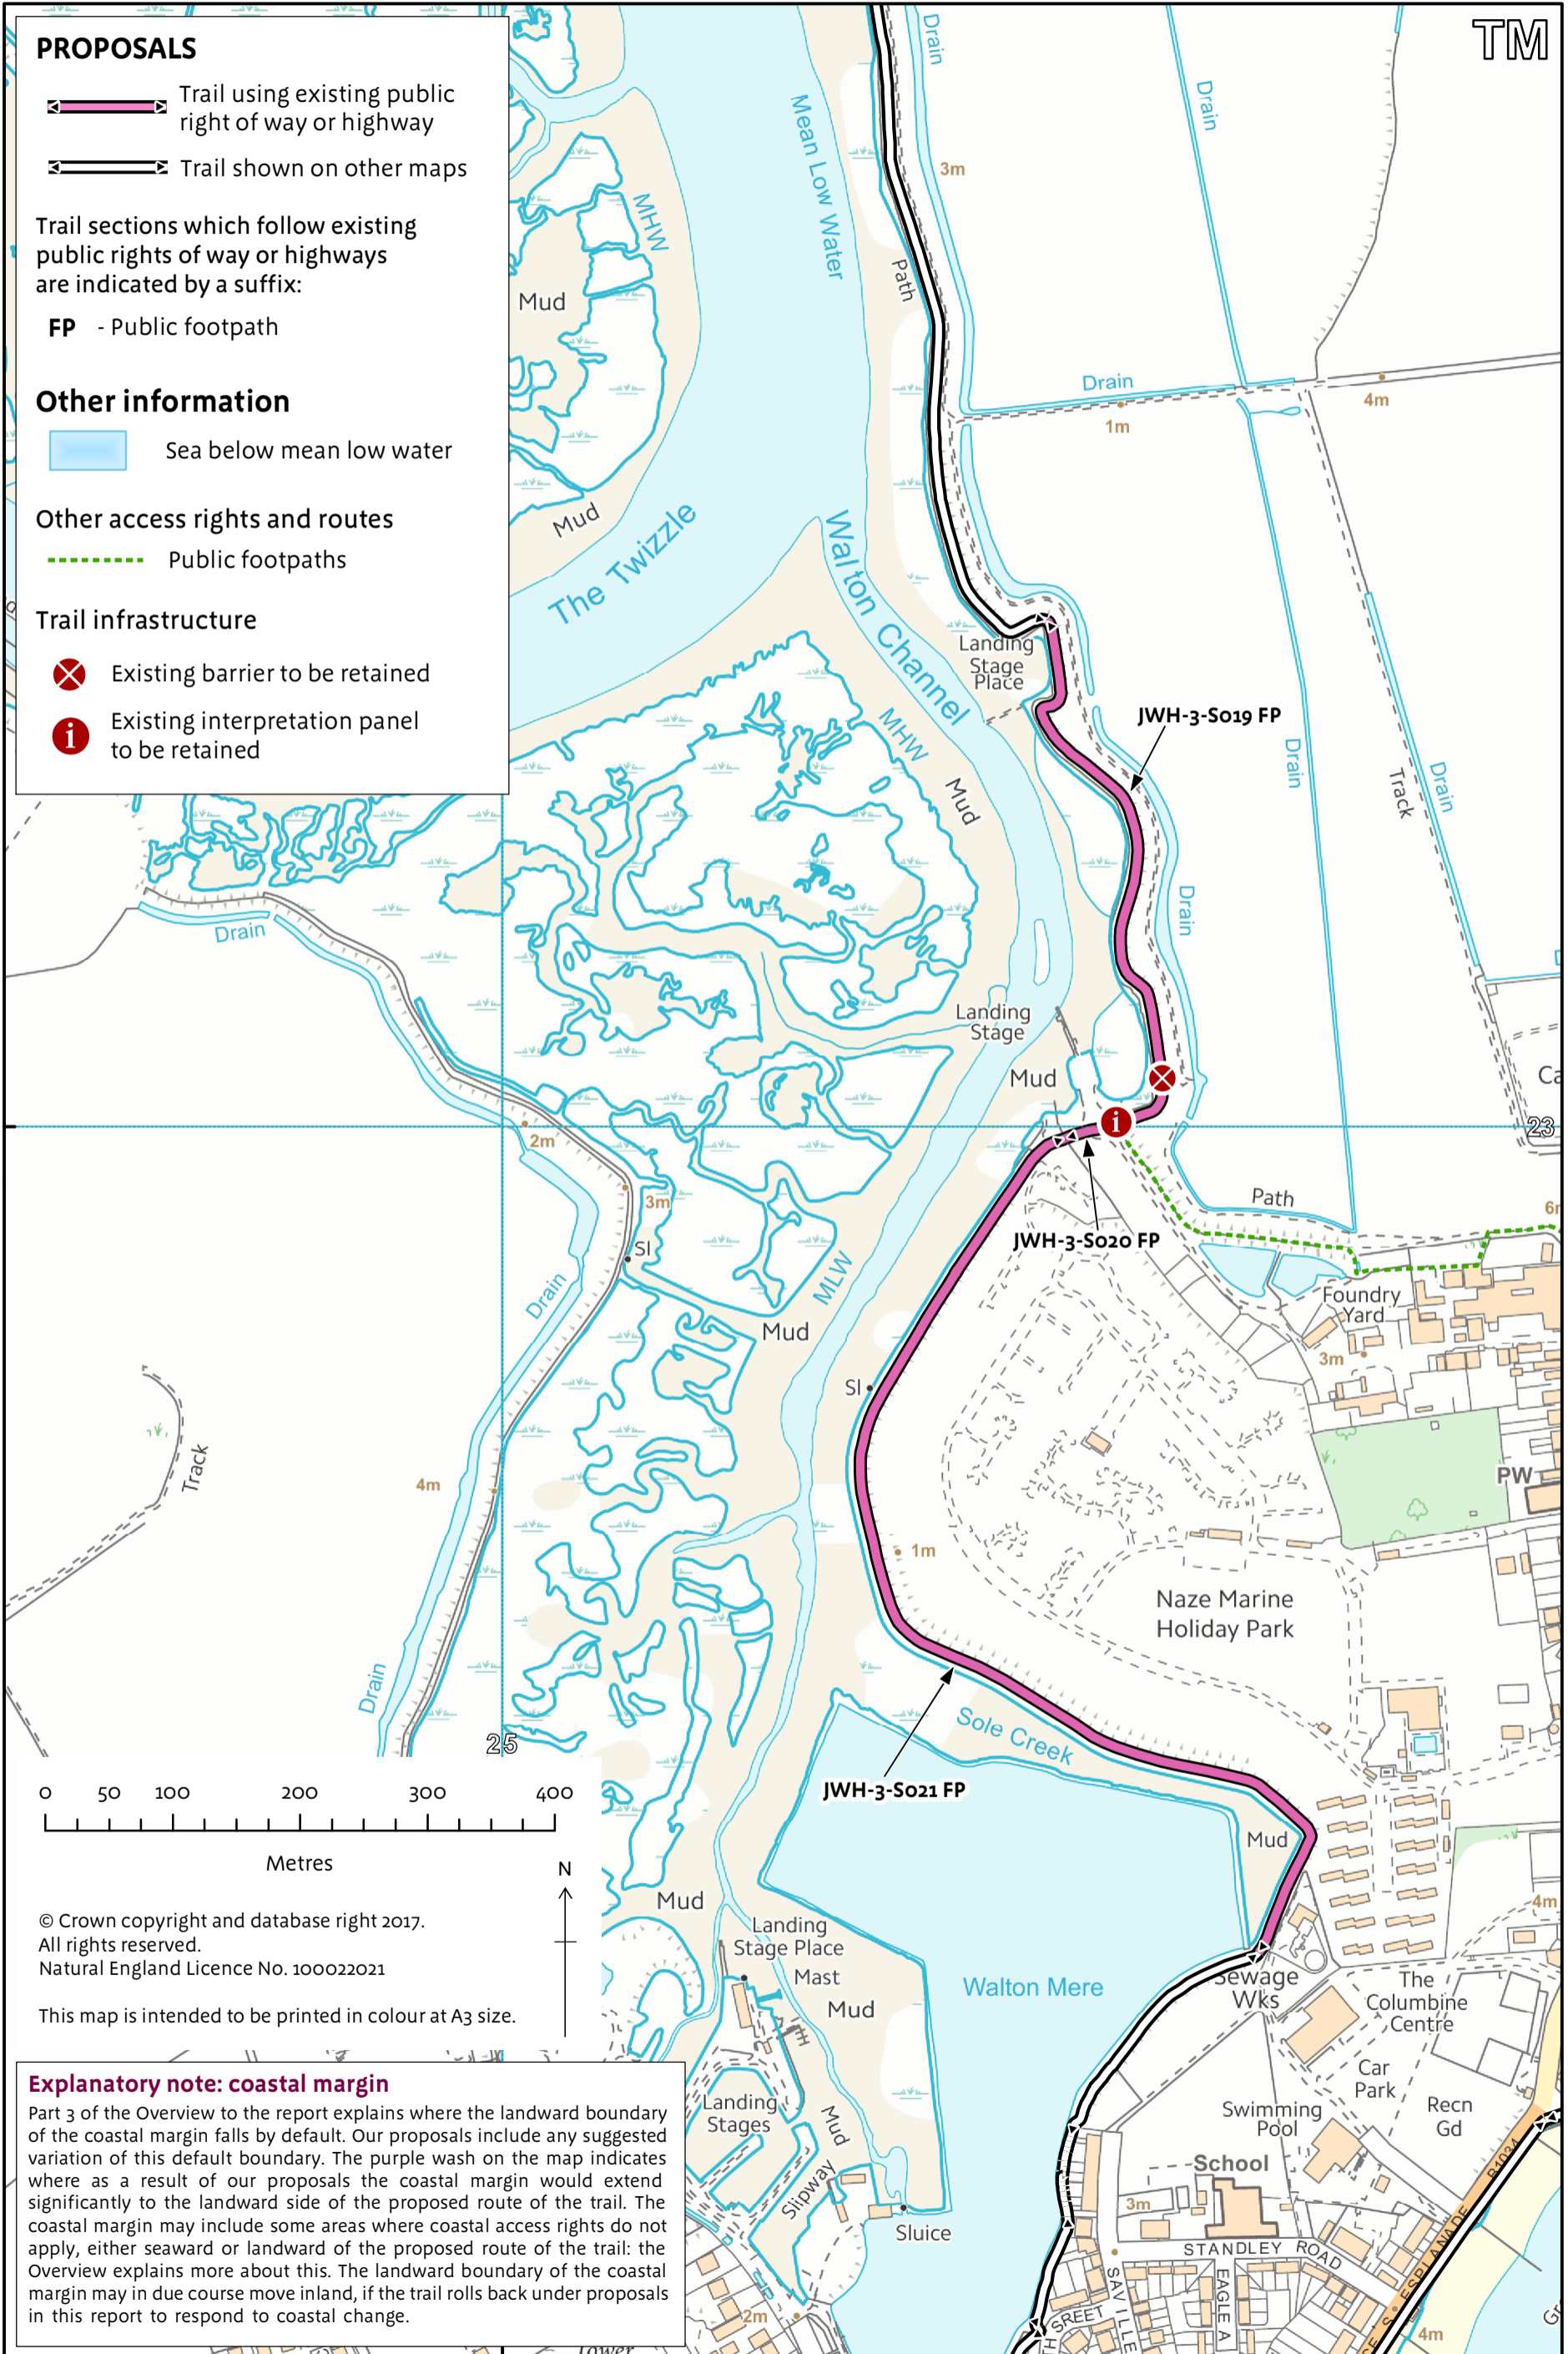 PROPOSALS
Trail using existing public
right of way or highway
Trail shown on other maps
Trail sections which follow existing
public rights of way or highways
are indicated by a suffix:
FP - Public footpath
Other information
Sea below mean low water
Other access rights and routes
Public footpaths
Trail infrastructure
Existing barrier to be retained
Existing interpretation panel
to be retained
TM
Drain
Drain
Mean Low Water
3m
MHW
Path
Mud
Drain
4m
1m
Mud
The Twizzle
Walton Channel
Landing
Stage
Place
JWH-3-S019 FP
MHW
Mud
Drain
Track
Drain
Drain
Drain
Landing
Stage
Mud
23
2m
3m
Path
JWH-3-S020 FP
Sl
MLW
Drain
Mud
Foundry
Yard
3m
Sl
Track
4m
PW
1m
Naze Marine
Holiday Park
Drain
25
Sole Creek
JWH-3-S021 FP
Mud
0 50 100 200 300 400
Metres
N
Mud
4m
© Crown copyright and database right 2017.
All rights reserved.
Natural England Licence No. 100022021
This map is intended to be printed in colour at A3 size.
Landing
Stage Place
Mast
Mud
Walton Mere
Sewage
Wks
The
Columbine
Centre
Car
Park
Recn
Gd
Swimming
Pool
School
3m
B1034
ESPLANADE
STANDLEY ROAD
EAGLE A
SAVILLE
Landing
Stages
Mud
Slipway
Sluice
2m
4m
Explanatory note: coastal margin
Part 3 of the Overview to the report explains where the landward boundary
of the coastal margin falls by default. Our proposals include any suggested
variation of this default boundary. The purple wash on the map indicates
where as a result of our proposals the coastal margin would extend
significantly to the landward side of the proposed route of the trail. The
coastal margin may include some areas where coastal access rights do not
apply, either seaward or landward of the proposed route of the trail: the
Overview explains more about this. The landward boundary of the coastal
margin may in due course move inland, if the trail rolls back under proposals
in this report to respond to coastal change.